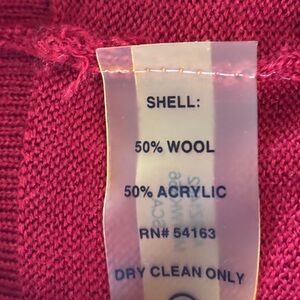 SHELL:
50% WOOL
50% ACRYLIC
RN# 54163
DRY CLEAN ONLY